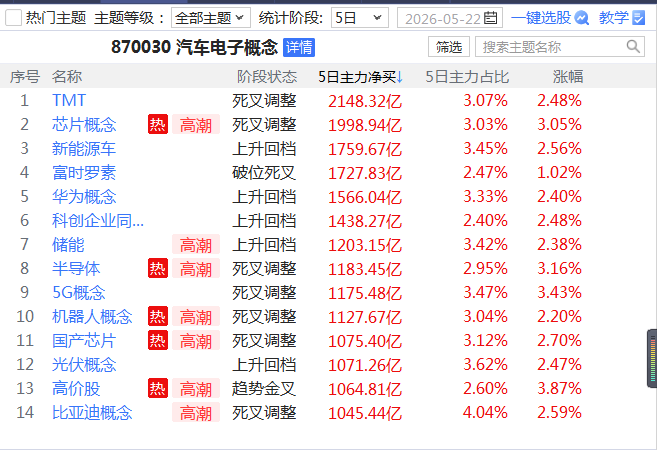 热门主题 主题等级： 全部主题 统计阶段: 5日 2026-05-22 一键选股 教学
870030 汽车电子概念 详情 筛选 搜索主题名称
序号 名称 阶段状态 5日主力净买↓ 5日主力占比 涨幅
1 TMT 死叉调整 2148.32亿 3.07% 2.48%
2 芯片概念 热 高潮 死叉调整 1998.94亿 3.03% 3.05%
3 新能源车 上升回档 1759.67亿 3.45% 2.56%
4 富时罗素 破位死叉 1727.83亿 2.47% 1.02%
5 华为概念 上升回档 1566.04亿 3.33% 2.40%
6 科创企业同... 上升回档 1438.27亿 2.40% 2.48%
7 储能 高潮 上升回档 1203.15亿 3.42% 2.38%
8 半导体 热 高潮 死叉调整 1183.45亿 2.95% 3.16%
9 5G概念 死叉调整 1175.48亿 3.47% 3.43%
10 机器人概念 热 高潮 死叉调整 1127.67亿 3.04% 2.20%
11 国产芯片 热 高潮 死叉调整 1075.40亿 3.12% 2.70%
12 光伏概念 上升回档 1071.26亿 3.62% 2.47%
13 高价股 热 高潮 趋势金叉 1064.81亿 2.60% 3.87%
14 比亚迪概念 高潮 死叉调整 1045.44亿 4.04% 2.59%